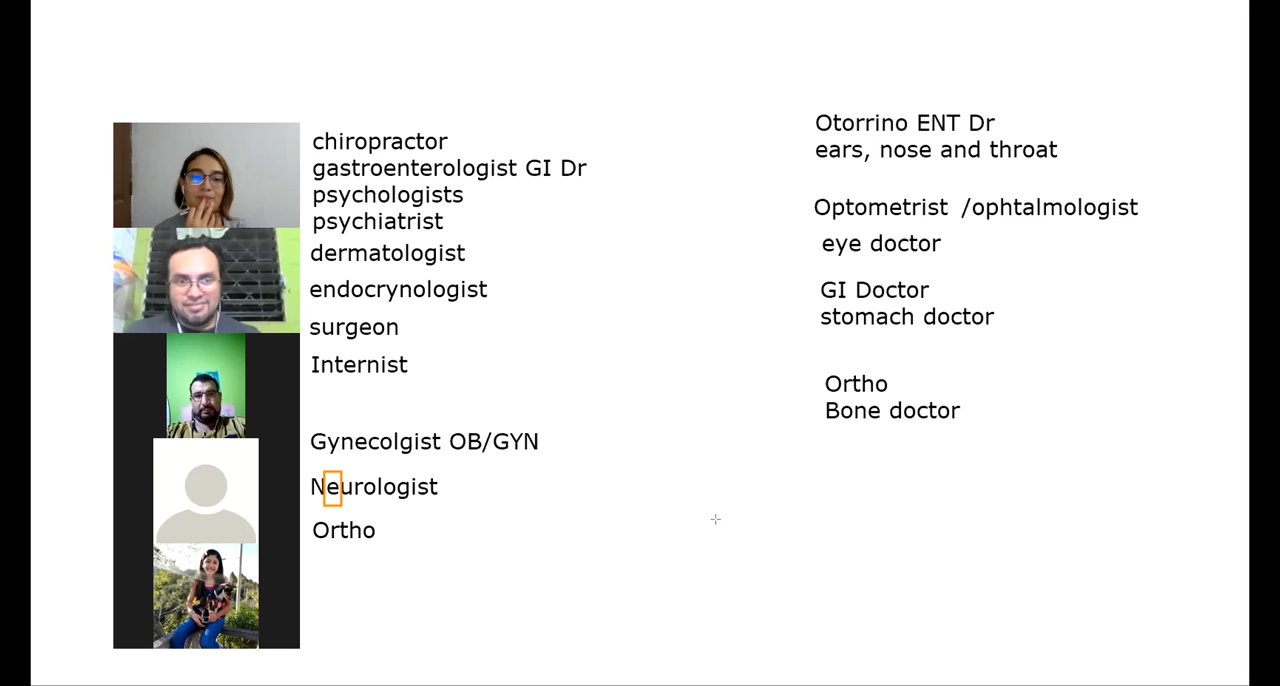 chiropractor
gastroenterologist GI Dr
psychologists
psychiatrist
dermatologist
endocrynologist
surgeon
Internist
Gynecolgist OB/GYN
Neurologist
Ortho
Otorrino ENT Dr
ears, nose and throat
Optometrist /ophtalmologist
eye doctor
GI Doctor
stomach doctor
Ortho
Bone doctor